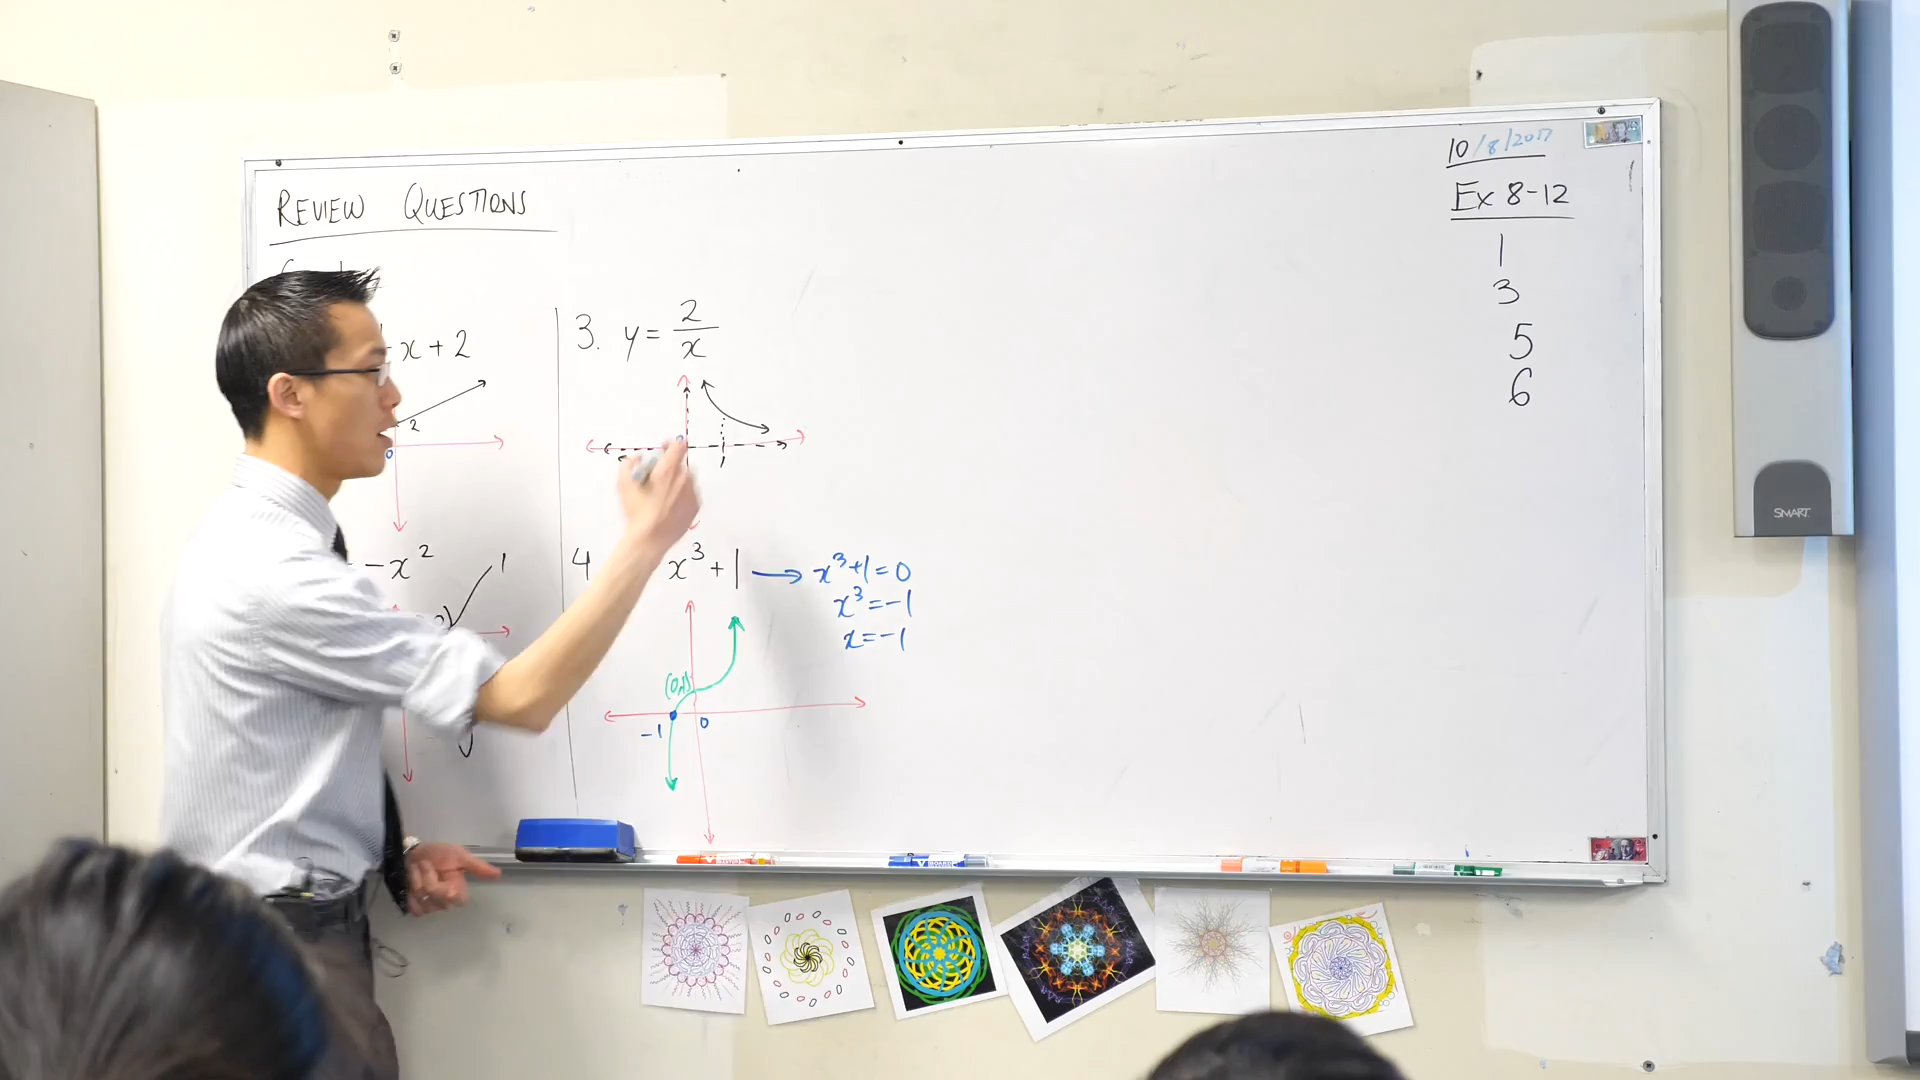 REVIEW QUESTIONS
x + 2
2
0
- x²
1
3. y = 2/x
1
4
x³ + 1
x³+1=0
x³=-1
x=-1
(0,1)
-1
0
10/8/2017
Ex 8-12
1
3
5
6
SMART